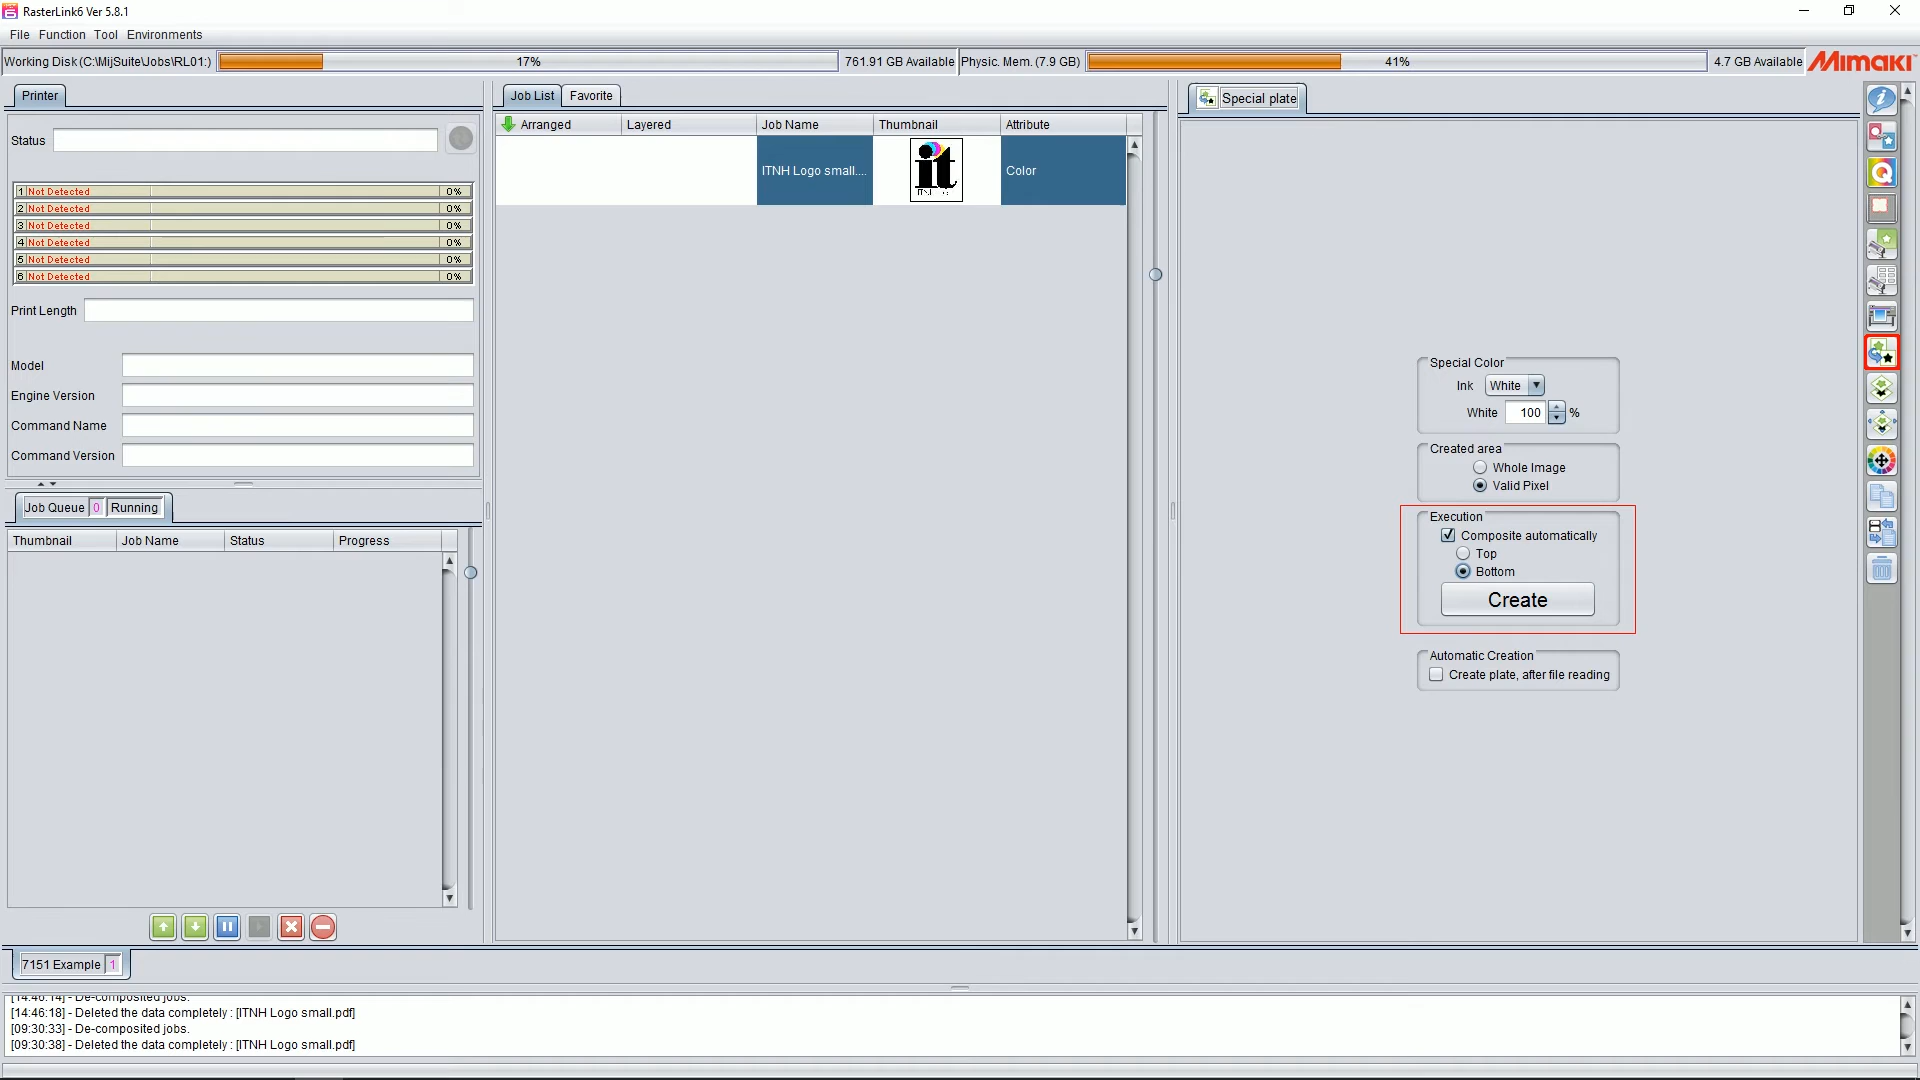 RasterLink6 Ver 5.8.1
File Function Tool Environments
Working Disk (C:\MijSuite\Jobs\RL01:) 17% 761.91 GB Available Physic. Mem. (7.9 GB) 41% 4.7 GB Available Mimaki
Printer
Status
1 Not Detected 0%
2 Not Detected 0%
3 Not Detected 0%
4 Not Detected 0%
5 Not Detected 0%
6 Not Detected 0%
Print Length
Model
Engine Version
Command Name
Command Version
Job Queue 0 Running
Thumbnail Job Name Status Progress
Job List Favorite
Arranged Layered Job Name Thumbnail Attribute
ITNH Logo small.... it Color
Special plate
Special Color
Ink White
White 100 %
Created area
Whole Image
Valid Pixel
Execution
Composite automatically
Top
Bottom
Create
Automatic Creation
Create plate, after file reading
7151 Example 1
[14:46:14] - De-composited jobs.
[14:46:18] - Deleted the data completely : [ITNH Logo small.pdf]
[09:30:33] - De-composited jobs.
[09:30:38] - Deleted the data completely : [ITNH Logo small.pdf]